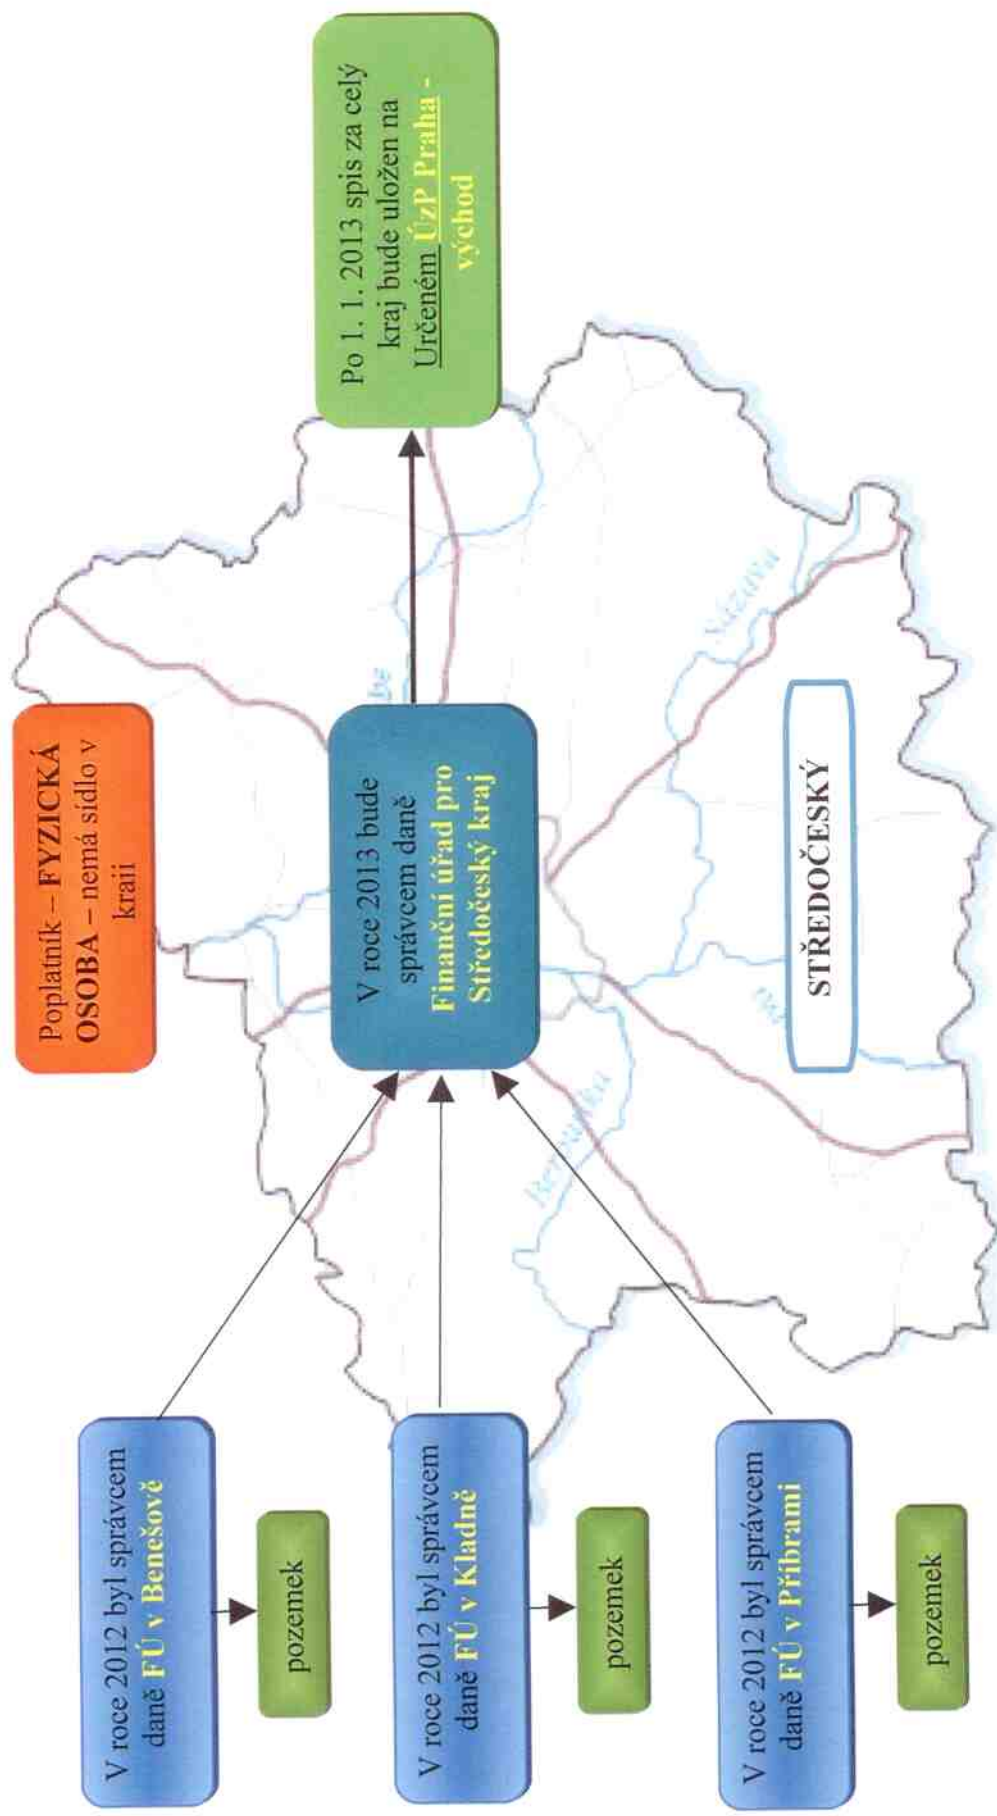 Poplatník – FYZICKÁ
OSOBA – nemá sídlo v
kraji
V roce 2012 byl správcem
daně FÚ v Benešově
pozemek
V roce 2012 byl správcem
daně FÚ v Kladně
pozemek
V roce 2012 byl správcem
daně FÚ v Příbrami
pozemek
V roce 2013 bude
správcem daně
Finanční úřad pro
Středočeský kraj
Po 1. 1. 2013 spis za celý
kraj bude uložen na
Určeném ÚzP Praha -
východ
STŘEDOČESKÝ
Berounka
Sázava